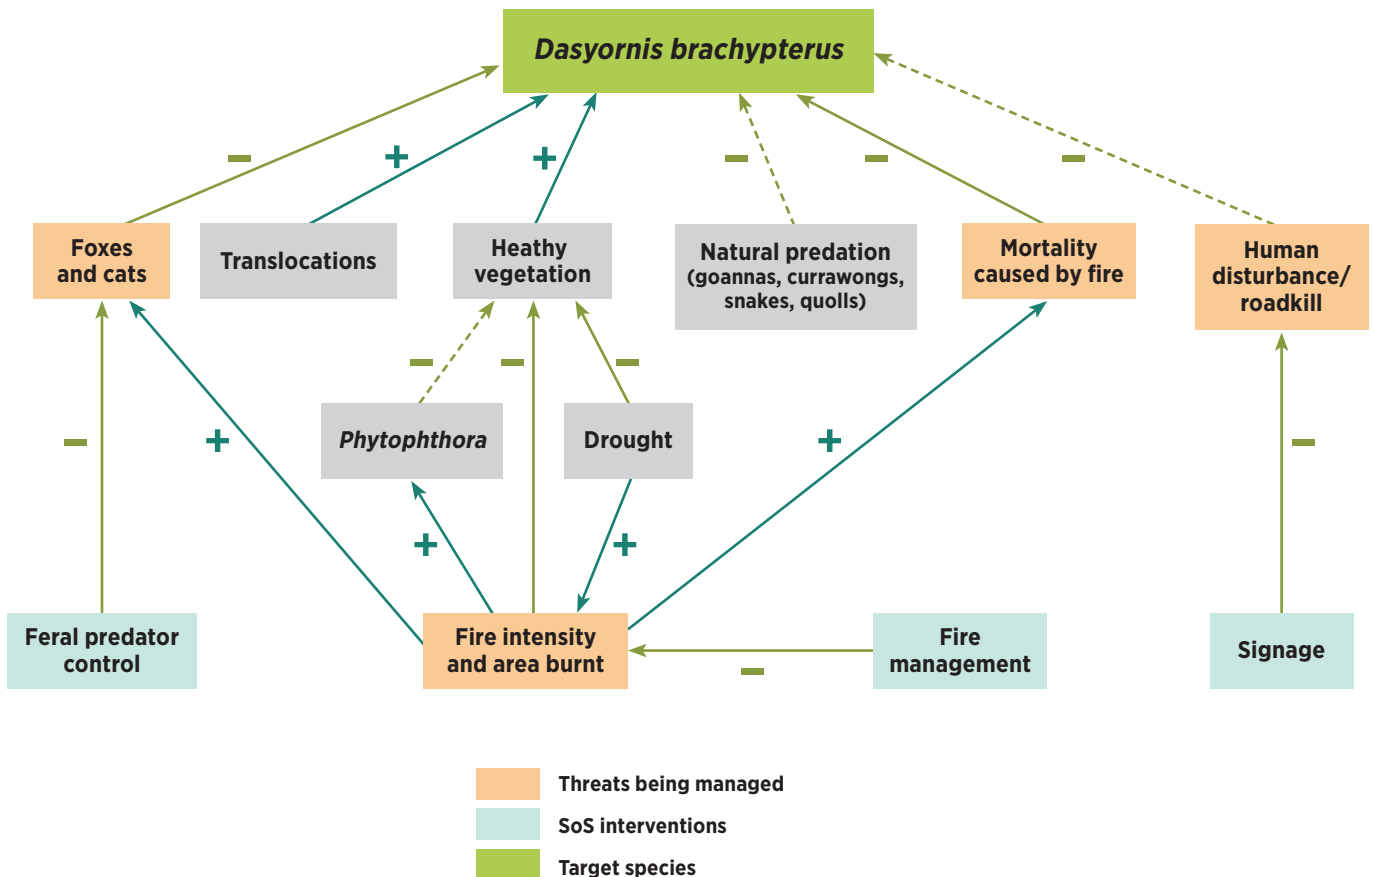 Dasyornis brachypterus
−
+
+
−
−
−
Foxes
and cats
Translocations
Heathy
vegetation
Natural predation
(goannas, currawongs,
snakes, quolls)
Mortality
caused by fire
Human
disturbance/
roadkill
−
−
−
Phytophthora
Drought
−
+
+
−
+
+
Feral predator
control
Fire intensity
and area burnt
Fire
management
Signage
−
Threats being managed
SoS interventions
Target species